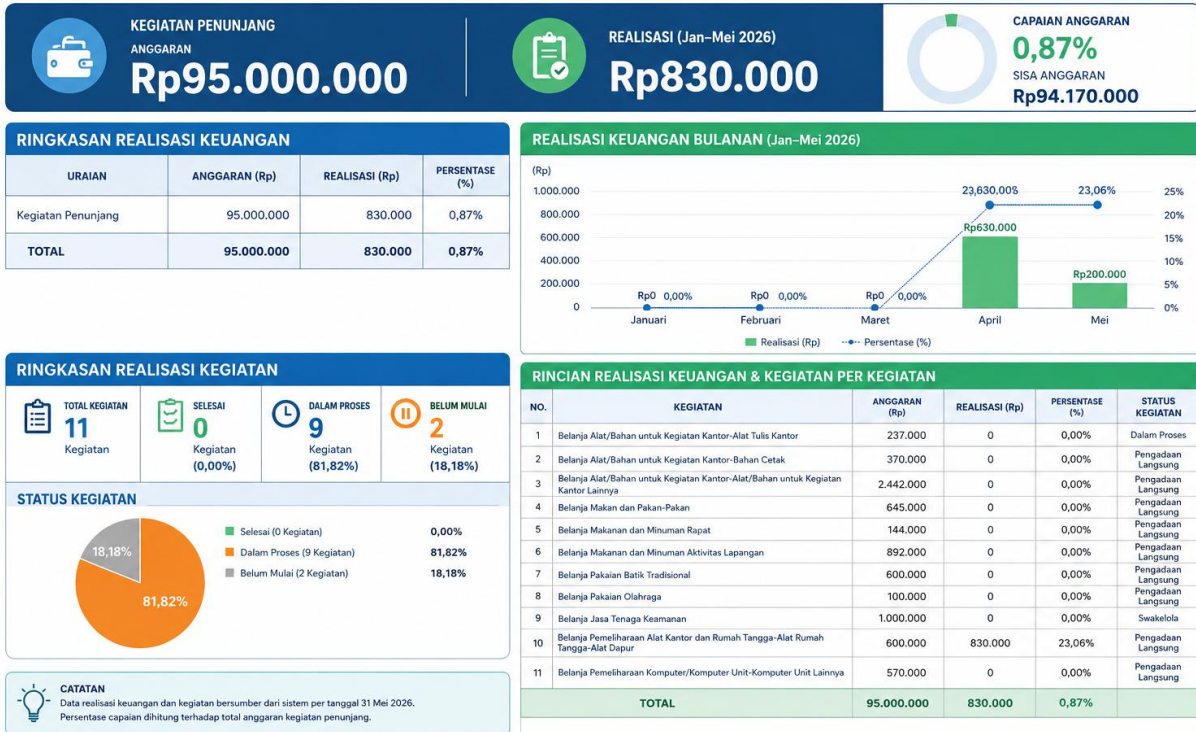 KEGIATAN PENUNJANG
ANGGARAN
Rp95.000.000
REALISASI (Jan–Mei 2026)
Rp830.000
CAPAIAN ANGGARAN
0,87%
SISA ANGGARAN
Rp94.170.000
RINGKASAN REALISASI KEUANGAN
URAIAN ANGGARAN (Rp) REALISASI (Rp) PERSENTASE (%)
Kegiatan Penunjang 95.000.000 830.000 0,87%
TOTAL 95.000.000 830.000 0,87%
REALISASI KEUANGAN BULANAN (Jan–Mei 2026)
(Rp)
1.000.000 25%
800.000 20%
600.000 15%
400.000 10%
200.000 5%
0 0%
Rp0 0,00%
Rp0 0,00%
Rp0 0,00%
23,630.00%
Rp630.000
23,06%
Rp200.000
Januari Februari Maret April Mei
Realisasi (Rp) Persentase (%)
RINGKASAN REALISASI KEGIATAN
TOTAL KEGIATAN
11
Kegiatan
SELESAI
0
Kegiatan
(0,00%)
DALAM PROSES
9
Kegiatan
(81,82%)
BELUM MULAI
2
Kegiatan
(18,18%)
STATUS KEGIATAN
18,18%
81,82%
Selesai (0 Kegiatan) 0,00%
Dalam Proses (9 Kegiatan) 81,82%
Belum Mulai (2 Kegiatan) 18,18%
CATATAN
Data realisasi keuangan dan kegiatan bersumber dari sistem per tanggal 31 Mei 2026.
Persentase capaian dihitung terhadap total anggaran kegiatan penunjang.
RINCIAN REALISASI KEUANGAN & KEGIATAN PER KEGIATAN
NO. KEGIATAN ANGGARAN (Rp) REALISASI (Rp) PERSENTASE (%) STATUS KEGIATAN
1 Belanja Alat/Bahan untuk Kegiatan Kantor-Alat Tulis Kantor 237.000 0 0,00% Dalam Proses
2 Belanja Alat/Bahan untuk Kegiatan Kantor-Bahan Cetak 370.000 0 0,00% Pengadaan Langsung
3 Belanja Alat/Bahan untuk Kegiatan Kantor-Alat/Bahan untuk Kegiatan Kantor Lainnya 2.442.000 0 0,00% Pengadaan Langsung
4 Belanja Makan dan Pakan-Pakan 645.000 0 0,00% Pengadaan Langsung
5 Belanja Makanan dan Minuman Rapat 144.000 0 0,00% Pengadaan Langsung
6 Belanja Makanan dan Minuman Aktivitas Lapangan 892.000 0 0,00% Pengadaan Langsung
7 Belanja Pakaian Batik Tradisional 600.000 0 0,00% Pengadaan Langsung
8 Belanja Pakaian Olahraga 100.000 0 0,00% Pengadaan Langsung
9 Belanja Jasa Tenaga Keamanan 1.000.000 0 0,00% Swakelola
10 Belanja Pemeliharaan Alat Kantor dan Rumah Tangga-Alat Rumah Tangga-Alat Dapur 600.000 830.000 23,06% Pengadaan Langsung
11 Belanja Pemeliharaan Komputer/Komputer Unit-Komputer Unit Lainnya 570.000 0 0,00% Pengadaan Langsung
TOTAL 95.000.000 830.000 0,87%